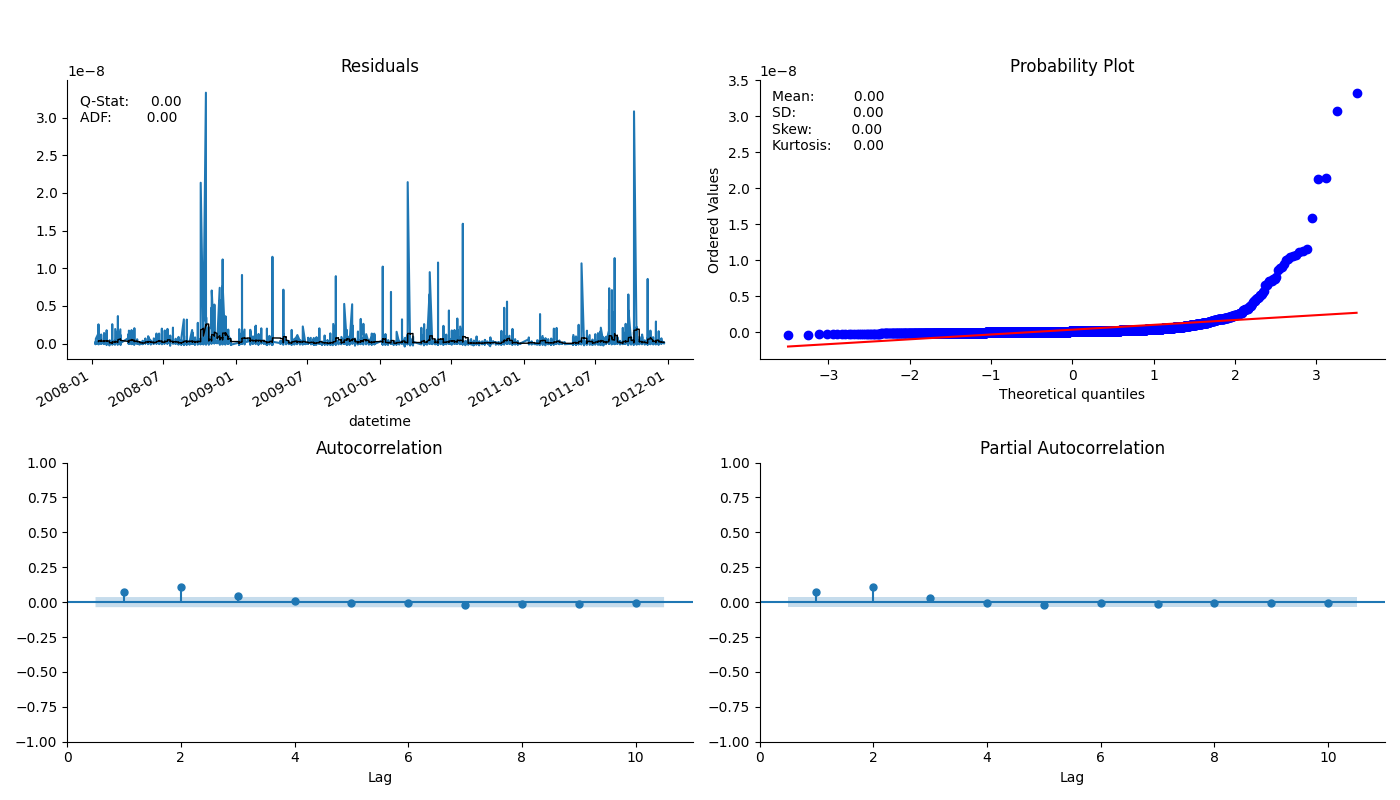 Residuals
1e−8
Q-Stat: 0.00
ADF: 0.00
3.0
2.5
2.0
1.5
1.0
0.5
0.0
2008-01
2008-07
2009-01
2009-07
2010-01
2010-07
2011-01
2011-07
2012-01
datetime
Probability Plot
1e−8
Mean: 0.00
SD: 0.00
Skew: 0.00
Kurtosis: 0.00
Ordered Values
3.5
3.0
2.5
2.0
1.5
1.0
0.5
0.0
−3 −2 −1 0 1 2 3
Theoretical quantiles
Autocorrelation
1.00
0.75
0.50
0.25
0.00
−0.25
−0.50
−0.75
−1.00
0 2 4 6 8 10
Lag
Partial Autocorrelation
1.00
0.75
0.50
0.25
0.00
−0.25
−0.50
−0.75
−1.00
0 2 4 6 8 10
Lag